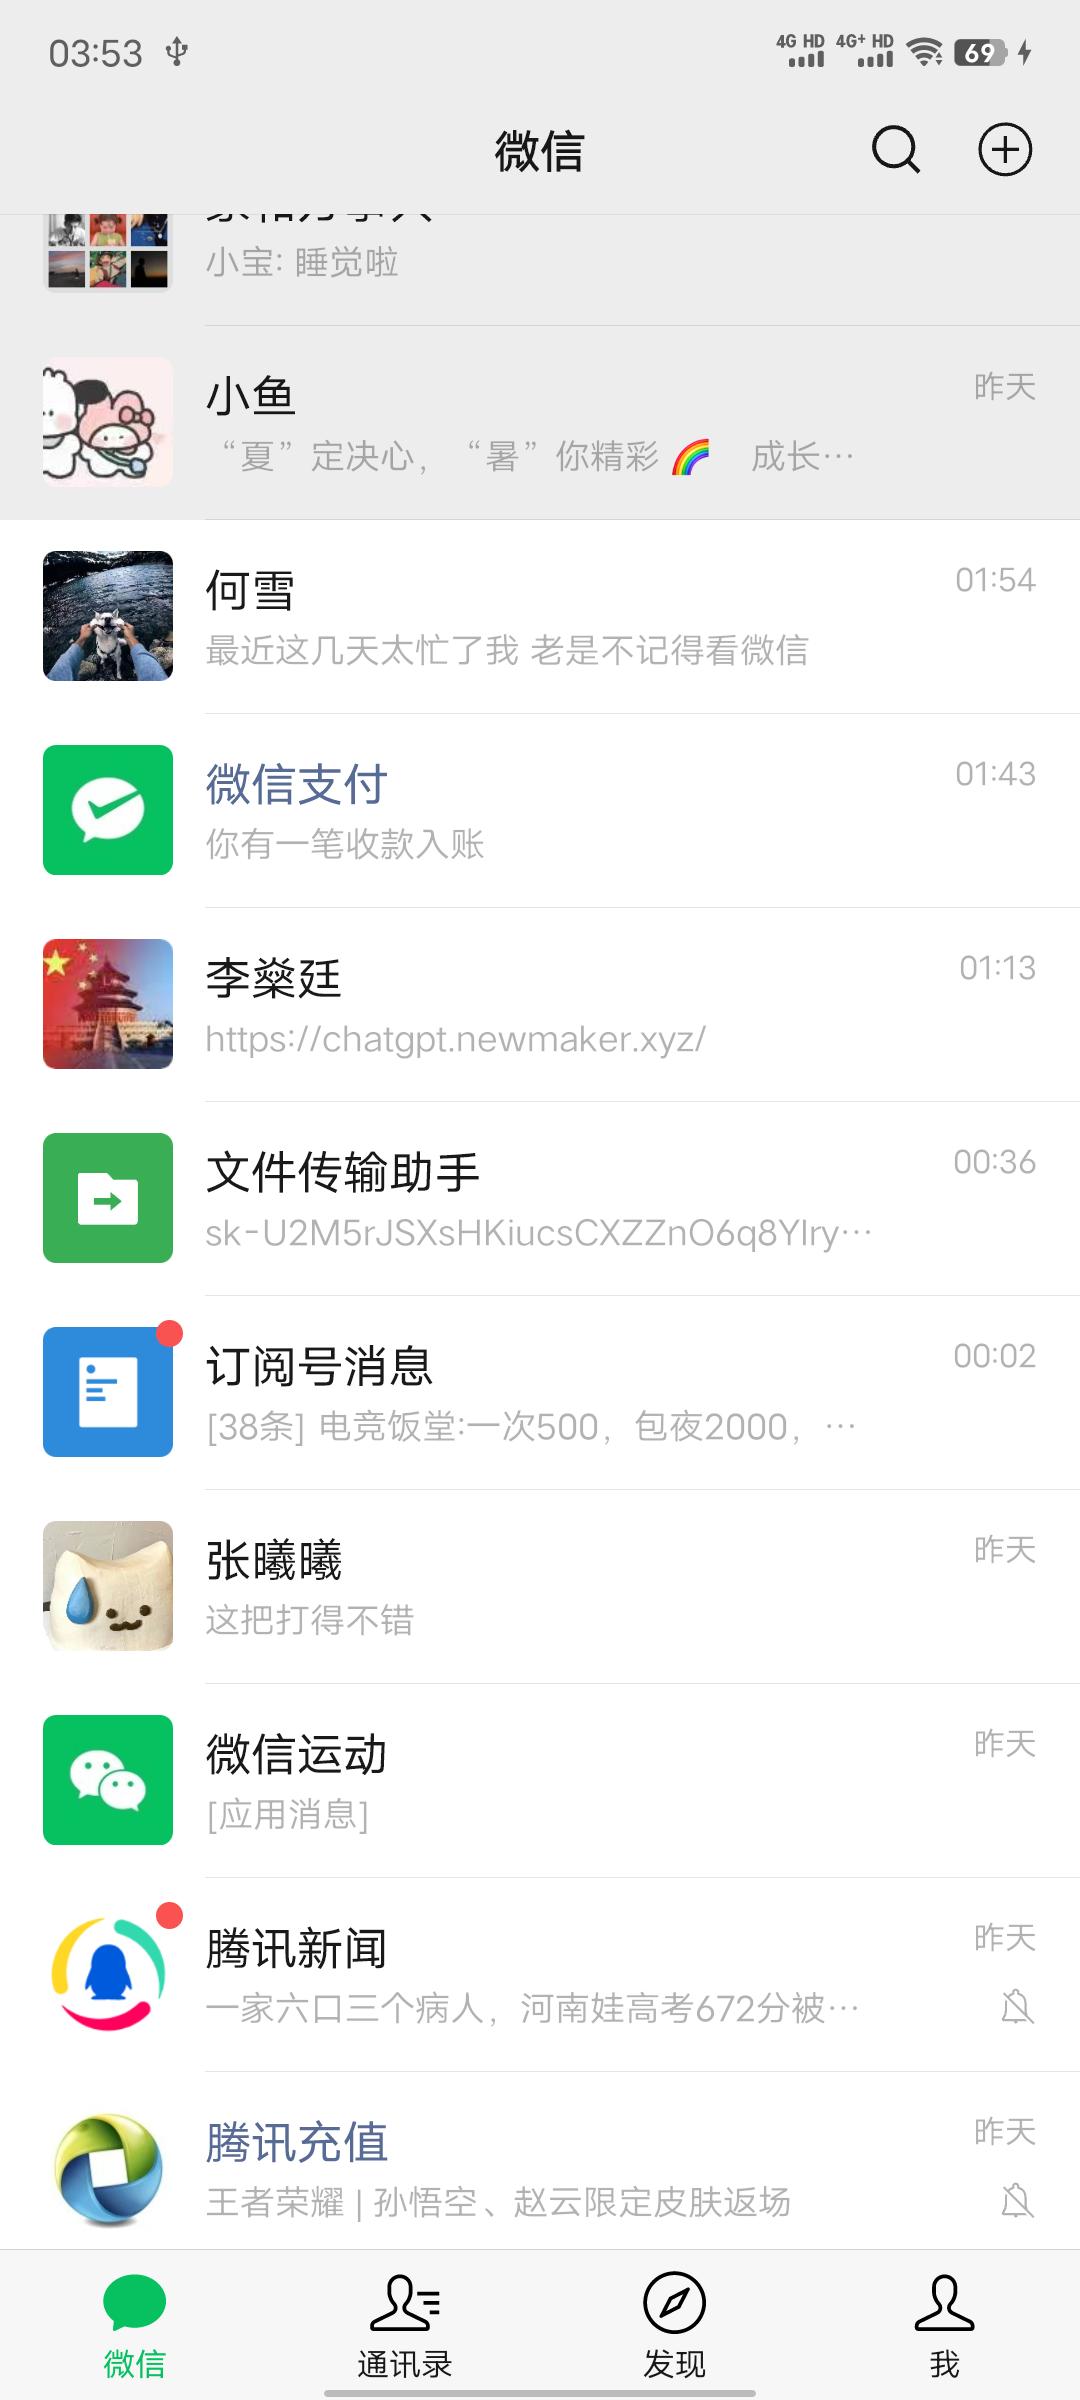 03:53
4G HD 4G+ HD 69
微信
小宝: 睡觉啦
小鱼
昨天
“夏”定决心，“暑”你精彩🌈 成长…
何雪
01:54
最近这几天太忙了我 老是不记得看微信
微信支付
01:43
你有一笔收款入账
李燊廷
01:13
https://chatgpt.newmaker.xyz/
文件传输助手
00:36
sk-U2M5rJSXsHKiucsCXZZnO6q8YIry…
订阅号消息
00:02
[38条] 电竞饭堂:一次500，包夜2000，…
张曦曦
昨天
这把打得不错
微信运动
昨天
[应用消息]
腾讯新闻
昨天
一家六口三个病人，河南娃高考672分被…
腾讯充值
昨天
王者荣耀 | 孙悟空、赵云限定皮肤返场
微信
通讯录
发现
我